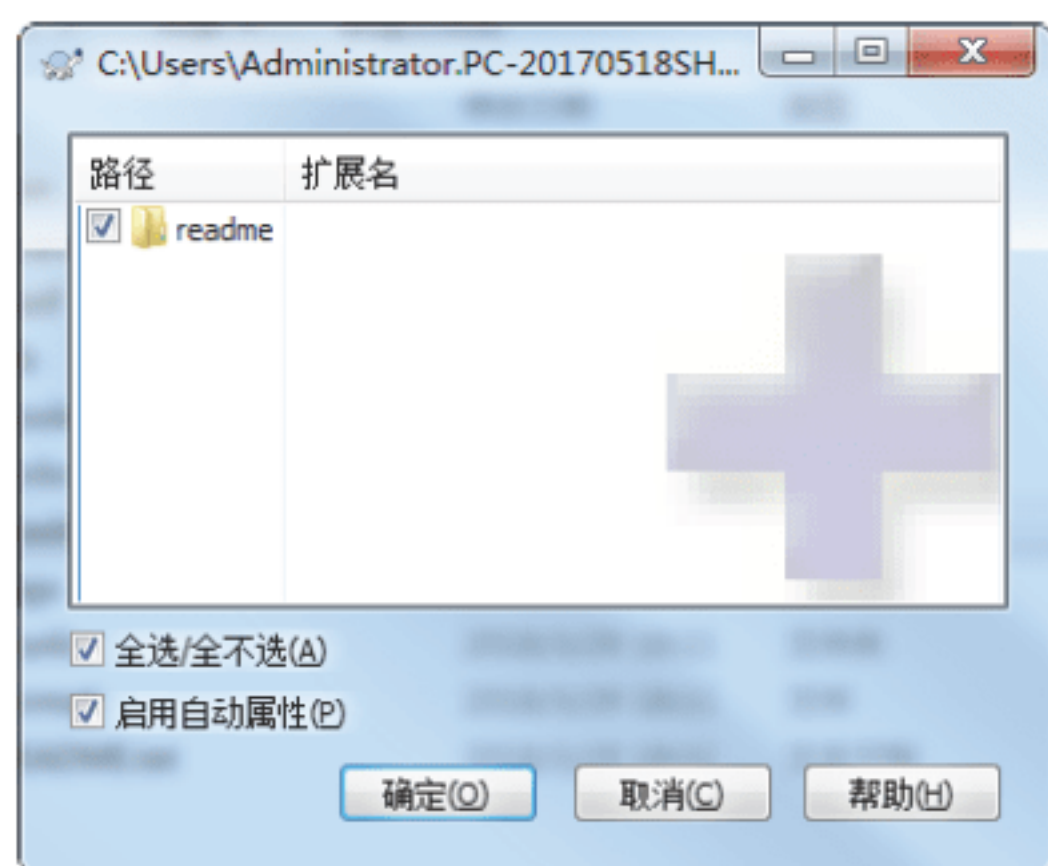 C:\Users\Administrator.PC-20170518SH...
路径 扩展名
readme
全选/全不选(A)
启用自动属性(P)
确定(O) 取消(C) 帮助(H)